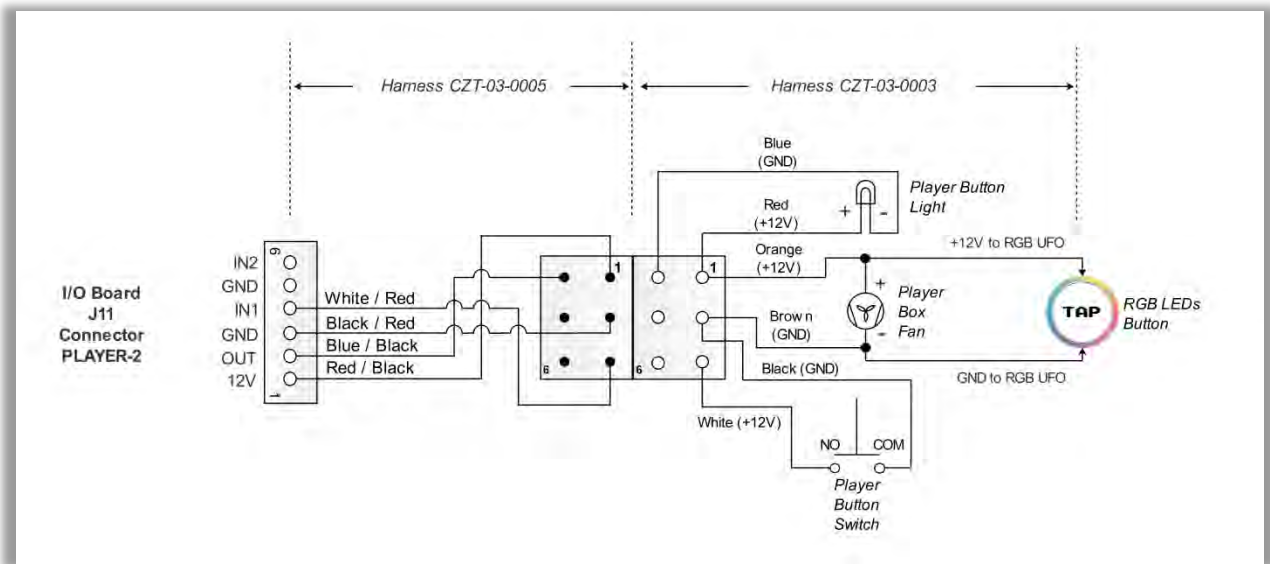 Harness CZT-03-0005
Harness CZT-03-0003
Blue
(GND)
Player Button
Light
Red
(+12V)
+ -
Orange
(+12V)
+12V to RGB UFO
I/O Board
J11
Connector
PLAYER-2
6
IN2
GND
IN1
GND
OUT
12V
1
White / Red
Black / Red
Blue / Black
Red / Black
1
6
1
6
+
Player
Box
Fan
-
Brown
(GND)
TAP
RGB LEDs
Button
Black (GND)
GND to RGB UFO
White (+12V)
NO COM
Player
Button
Switch